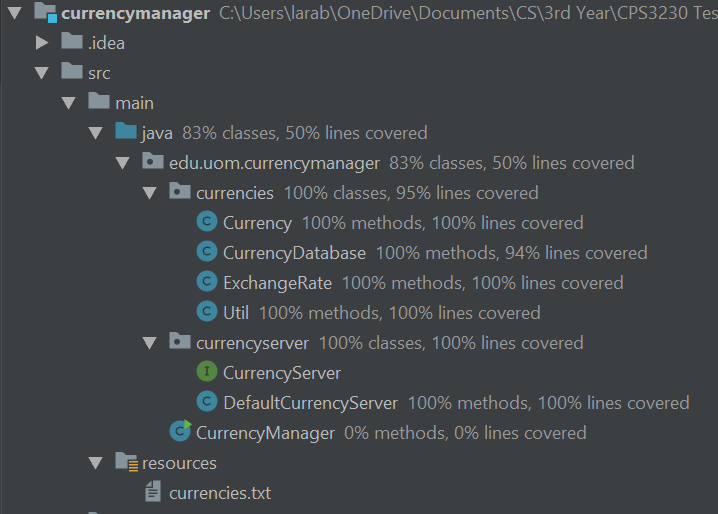 currencymanager C:\Users\larab\OneDrive\Documents\CS\3rd Year\CPS3230 Tes
.idea
src
main
java 83% classes, 50% lines covered
edu.uom.currencymanager 83% classes, 50% lines covered
currencies 100% classes, 95% lines covered
C Currency 100% methods, 100% lines covered
C CurrencyDatabase 100% methods, 94% lines covered
C ExchangeRate 100% methods, 100% lines covered
C Util 100% methods, 100% lines covered
currencyserver 100% classes, 100% lines covered
I CurrencyServer
C DefaultCurrencyServer 100% methods, 100% lines covered
C CurrencyManager 0% methods, 0% lines covered
resources
currencies.txt